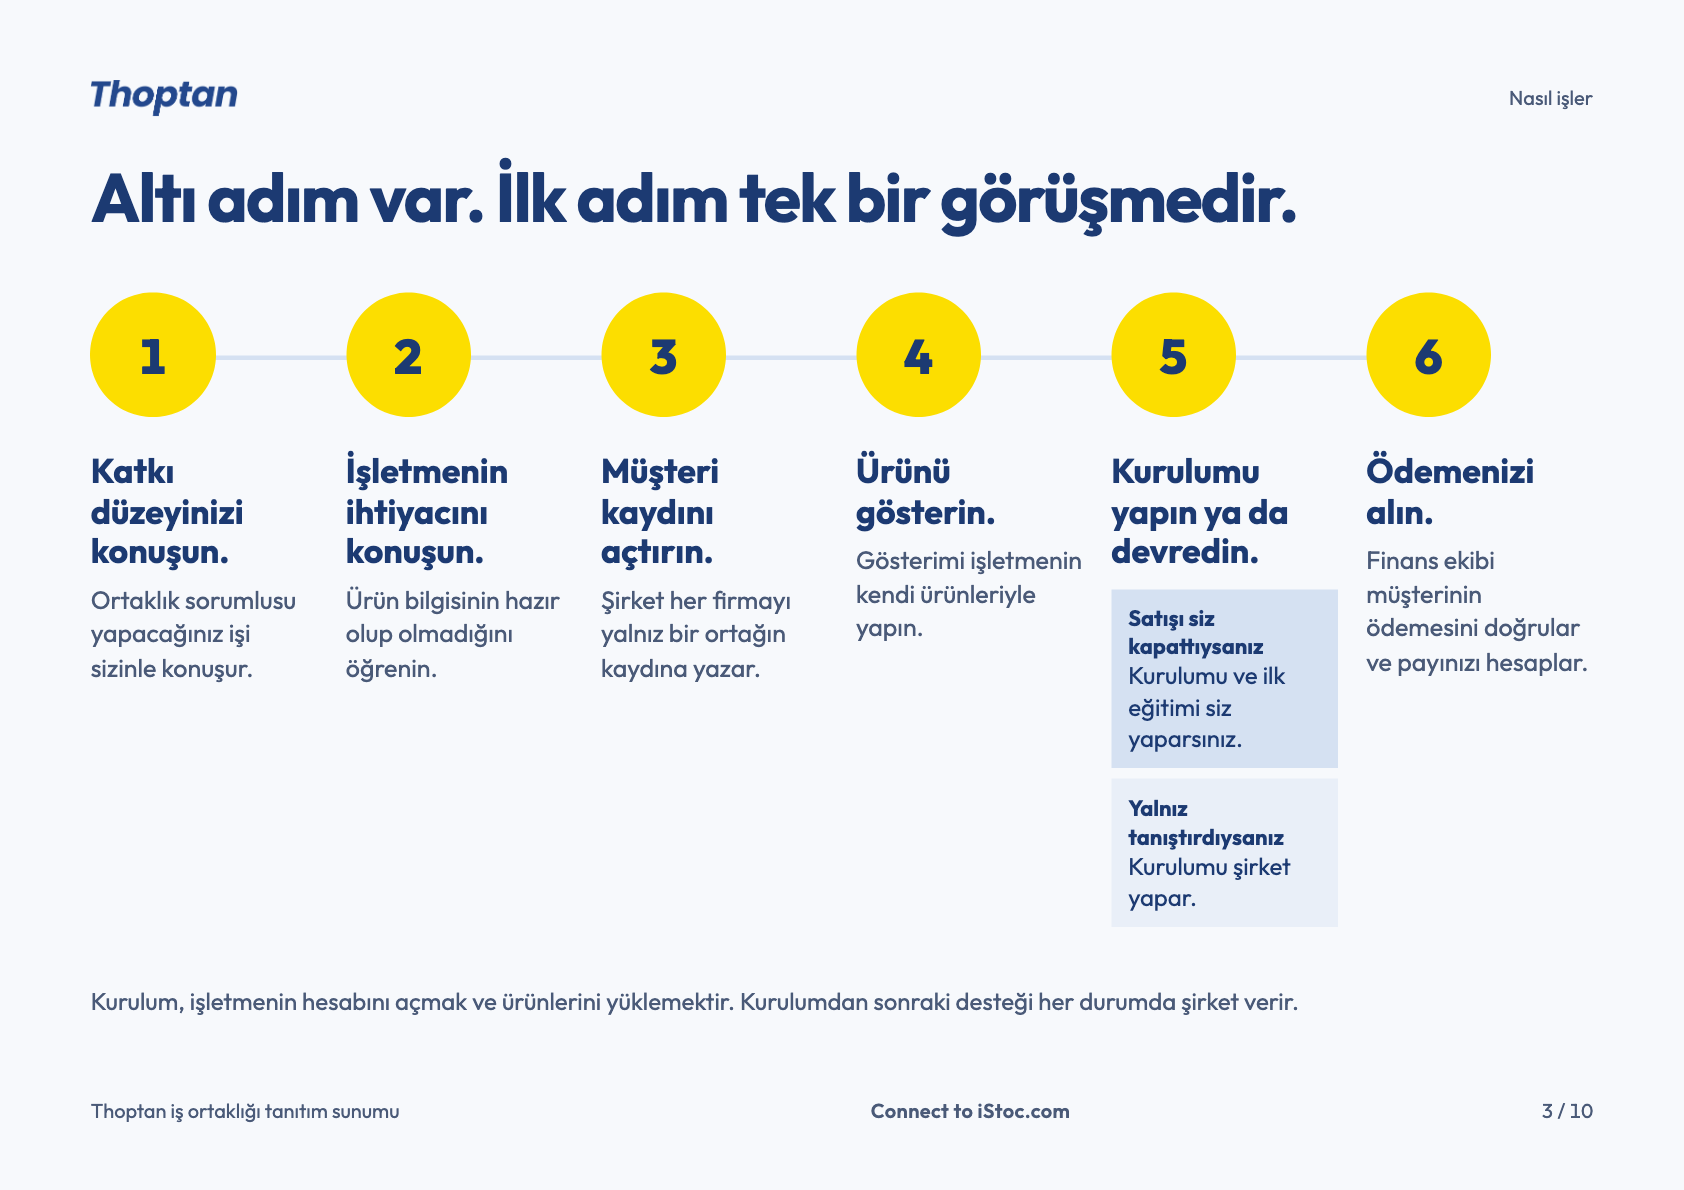 Thoptan
Nasıl işler
Altı adım var. İlk adım tek bir görüşmedir.
1
2
3
4
5
6
Katkı
düzeyinizi
konuşun.
Ortaklık sorumlusu
yapacağınız işi
sizinle konuşur.
İşletmenin
ihtiyacını
konuşun.
Ürün bilgisinin hazır
olup olmadığını
öğrenin.
Müşteri
kaydını
açtırın.
Şirket her firmayı
yalnız bir ortağın
kaydına yazar.
Ürünü
gösterin.
Gösterimi işletmenin
kendi ürünleriyle
yapın.
Kurulumu
yapın ya da
devredin.
Satışı siz
kapattıysanız
Kurulumu ve ilk
eğitimi siz
yaparsınız.
Yalnız
tanıştırdıysanız
Kurulumu şirket
yapar.
Ödemenizi
alın.
Finans ekibi
müşterinin
ödemesini doğrular
ve payınızı hesaplar.
Kurulum, işletmenin hesabını açmak ve ürünlerini yüklemektir. Kurulumdan sonraki desteği her durumda şirket verir.
Thoptan iş ortaklığı tanıtım sunumu
Connect to iStoc.com
3 / 10